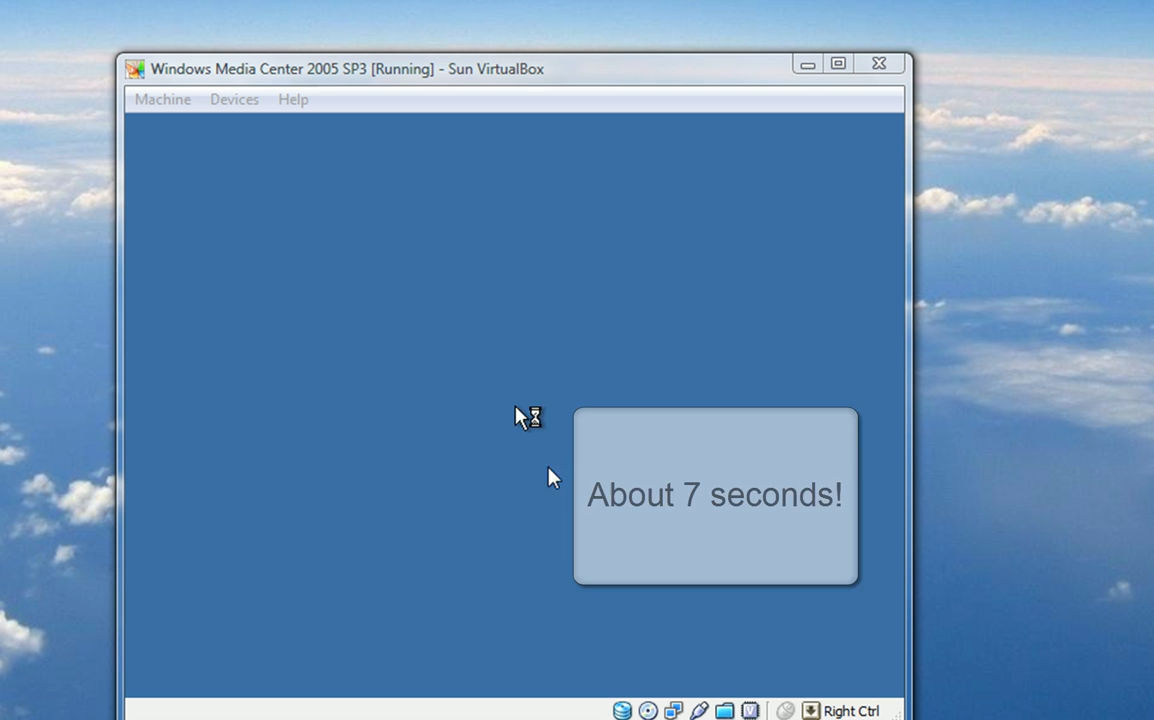 Windows Media Center 2005 SP3 [Running] - Sun VirtualBox
Machine Devices Help
About 7 seconds!
Right Ctrl